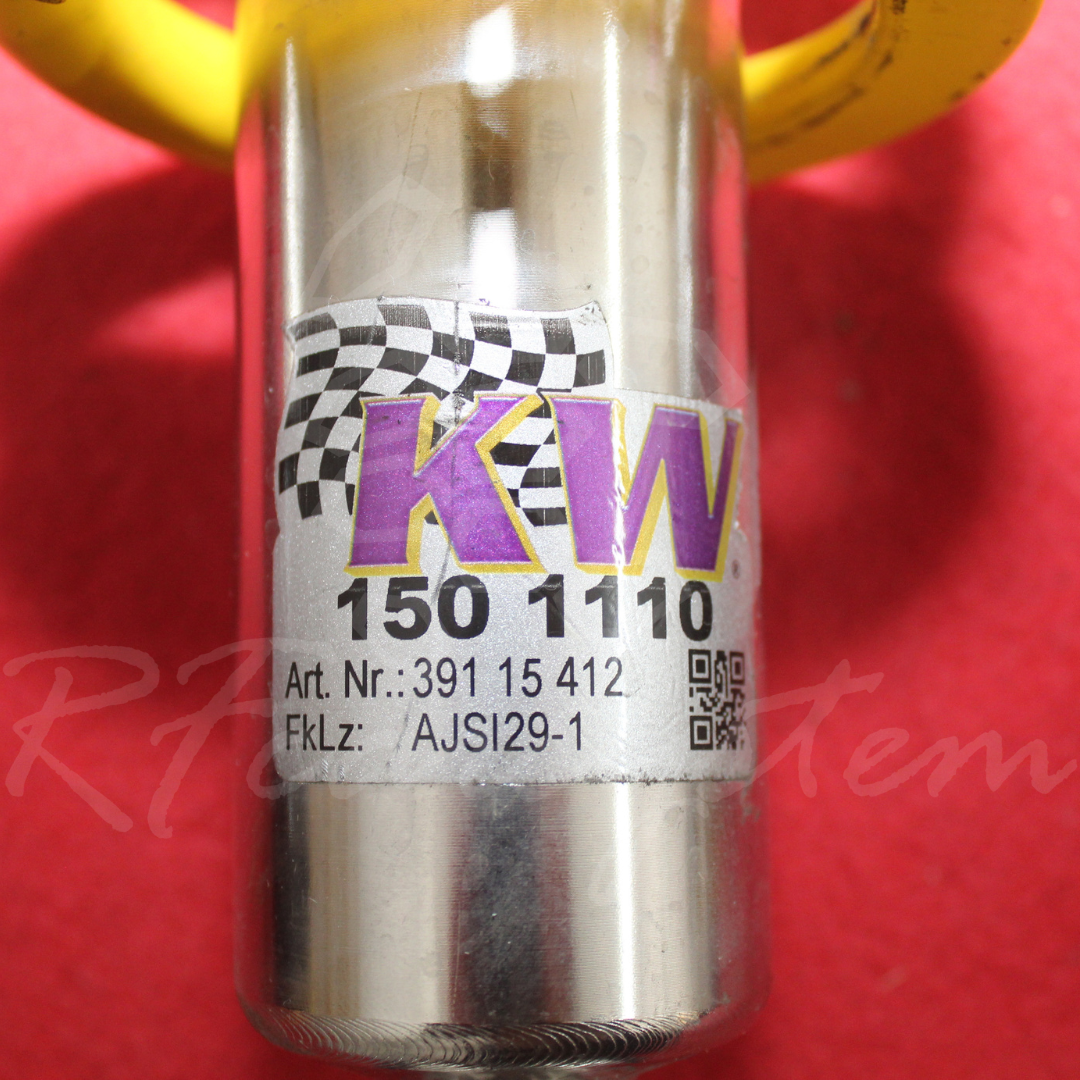 KW®
150 1110
Art. Nr.: 391 15 412
FkLz: AJSI29-1